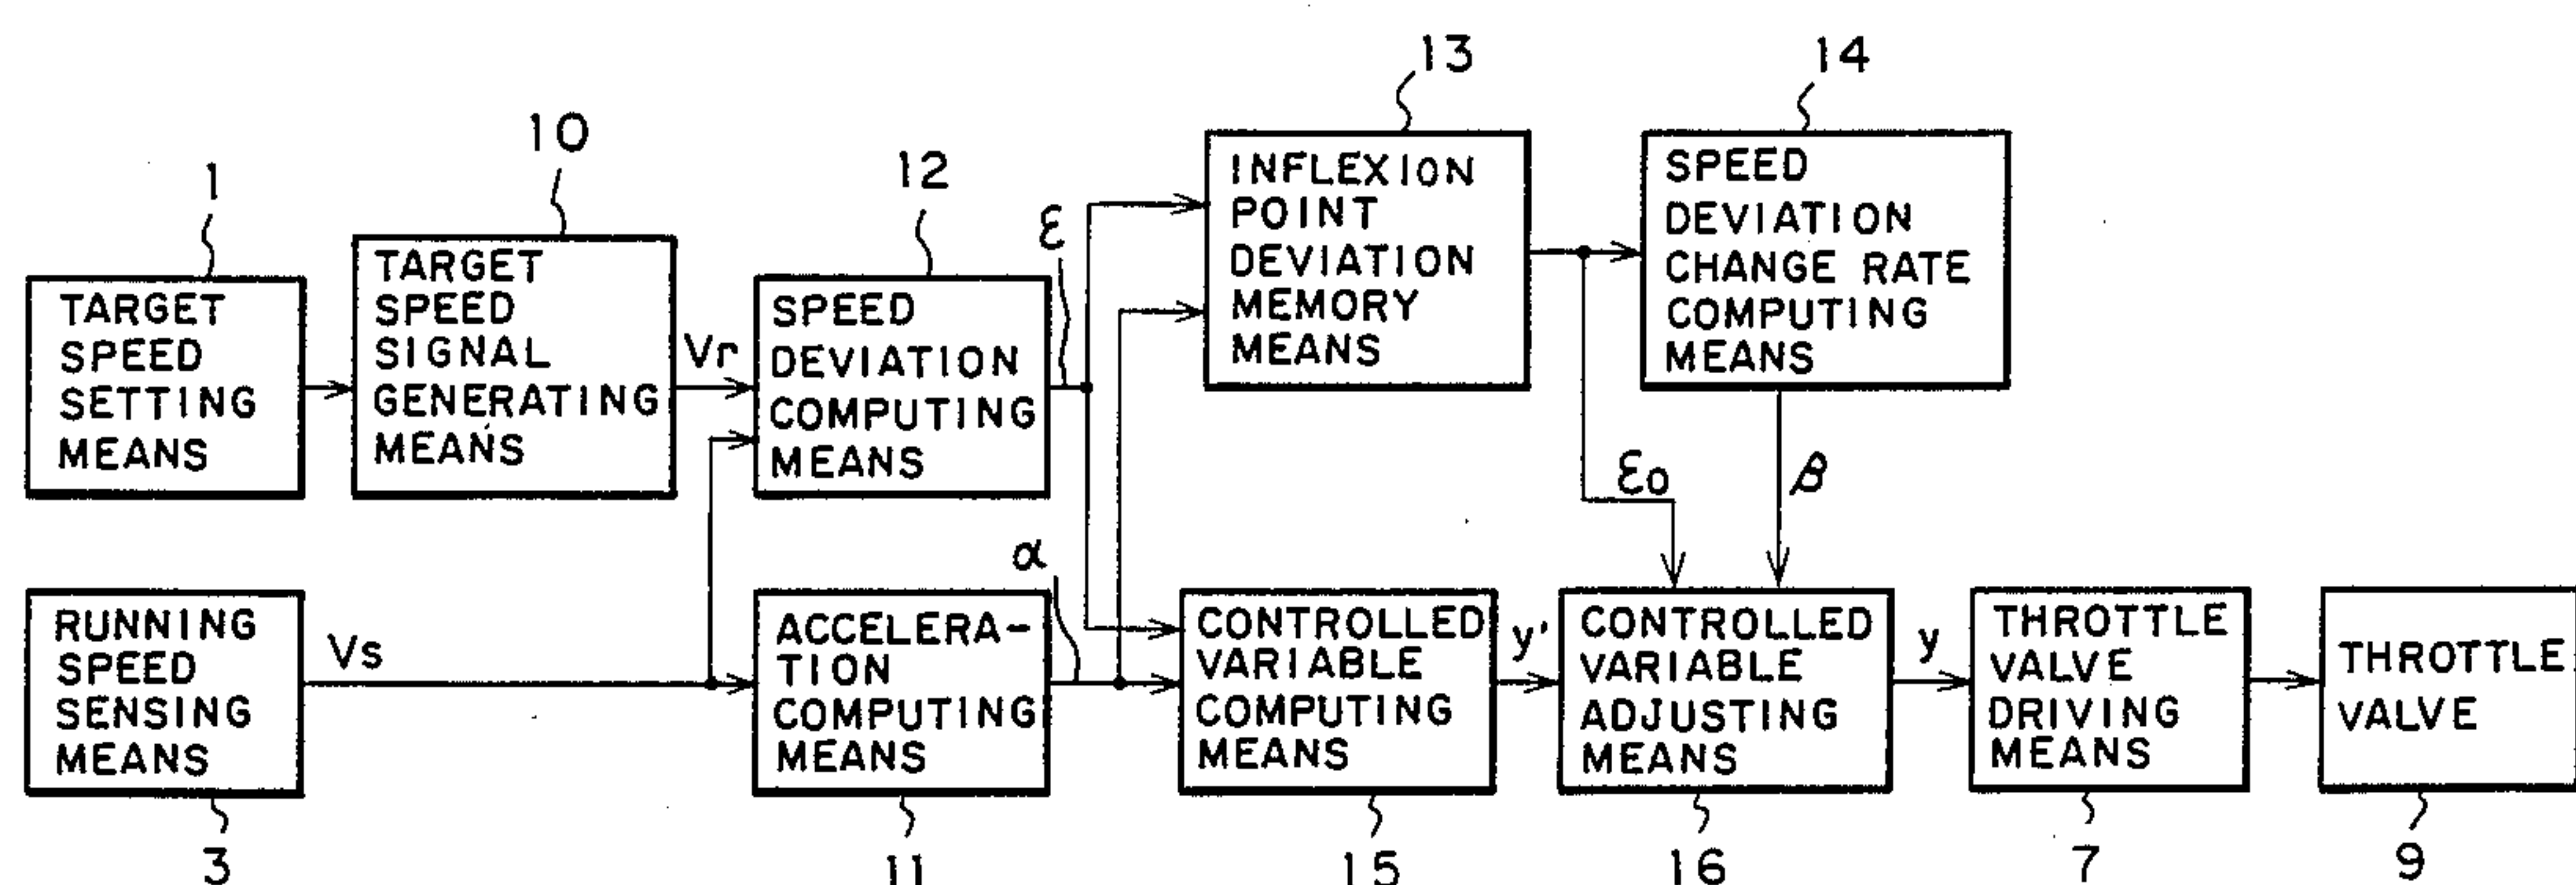 13
14
10
12
1
INFLEXION
POINT
DEVIATION
MEMORY
MEANS
SPEED
DEVIATION
CHANGE RATE
COMPUTING
MEANS
TARGET
SPEED
SETTING
MEANS
TARGET
SPEED
SIGNAL
GENERATING
MEANS
Vr
SPEED
DEVIATION
COMPUTING
MEANS
ε
ε0
β
RUNNING
SPEED
SENSING
MEANS
Vs
ACCELERA-
TION
COMPUTING
MEANS
α
CONTROLLED
VARIABLE
COMPUTING
MEANS
y'
CONTROLLED
VARIABLE
ADJUSTING
MEANS
y
THROTTLE
VALVE
DRIVING
MEANS
THROTTLE
VALVE
3
11
15
16
7
9